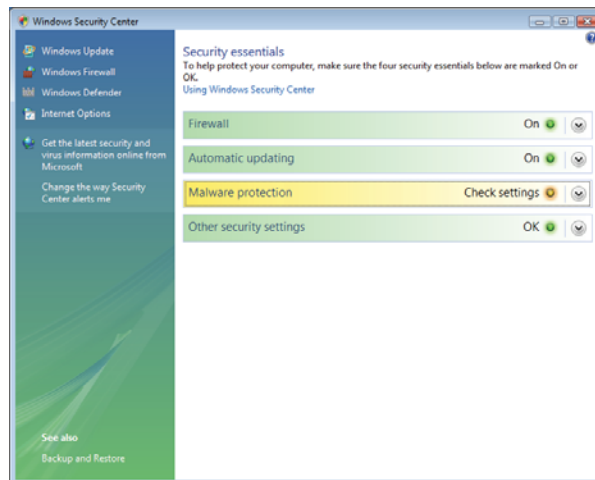 Windows Security Center
Windows Update
Windows Firewall
Windows Defender
Internet Options
Get the latest security and
virus information online from
Microsoft
Change the way Security
Center alerts me
See also
Backup and Restore
Security essentials
To help protect your computer, make sure the four security essentials below are marked On or
OK.
Using Windows Security Center
Firewall On
Automatic updating On
Malware protection Check settings
Other security settings OK